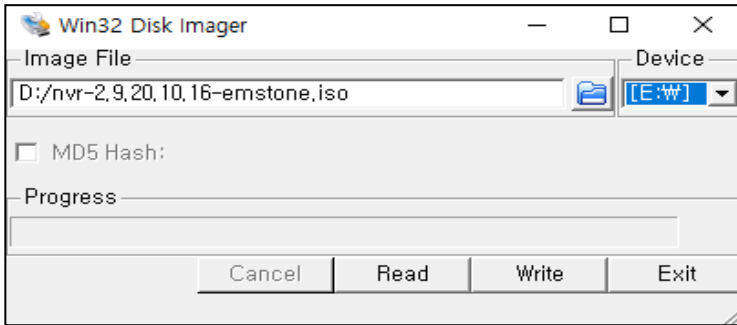 Win32 Disk Imager
Image File
Device
D:/nvr-2,9,20,10,16-emstone,iso
[E:₩]
MD5 Hash:
Progress
Cancel
Read
Write
Exit